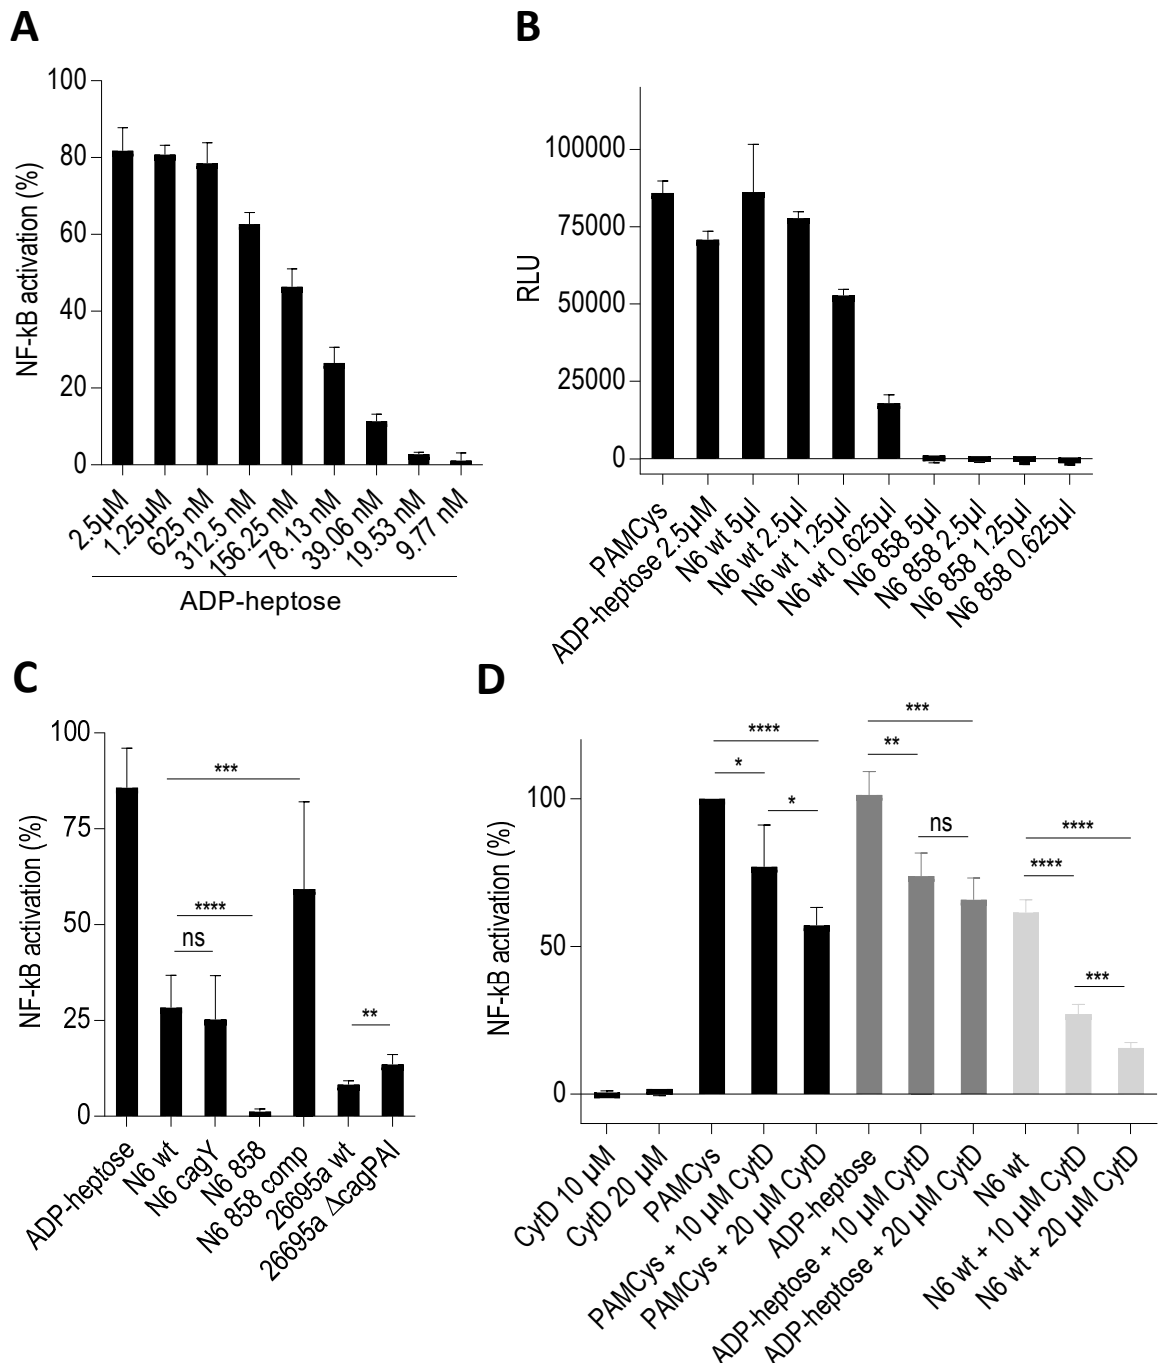 A
NF-kB activation (%)
100
80
60
40
20
0
2.5µM
1.25µM
625 nM
312.5 nM
156.25 nM
78.13 nM
39.06 nM
19.53 nM
9.77 nM
ADP-heptose
B
RLU
100000
75000
50000
25000
0
PAMCys
ADP-heptose 2.5µM
N6 wt 5µl
N6 wt 2.5µl
N6 wt 1.25µl
N6 wt 0.625µl
N6 858 5µl
N6 858 2.5µl
N6 858 1.25µl
N6 858 0.625µl
C
NF-kB activation (%)
100
75
50
25
0
***
****
ns
**
ADP-heptose
N6 wt
N6 cagY
N6 858
N6 858 comp
26695a wt
26695a ΔcagPAI
D
NF-kB activation (%)
100
50
0
****
*
*
***
**
ns
****
****
***
CytD 10 µM
CytD 20 µM
PAMCys
PAMCys + 10 µM CytD
PAMCys + 20 µM CytD
ADP-heptose
ADP-heptose + 10 µM CytD
ADP-heptose + 20 µM CytD
N6 wt
N6 wt + 10 µM CytD
N6 wt + 20 µM CytD